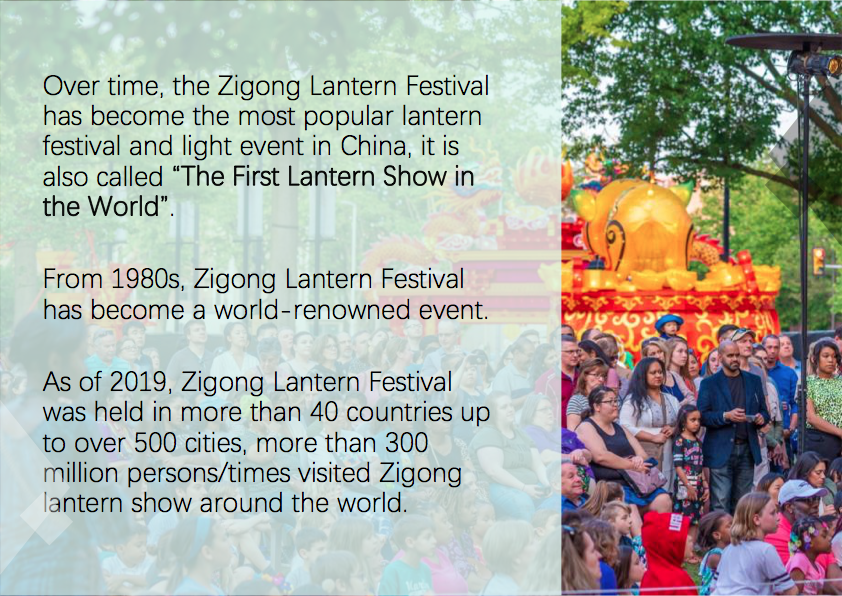 Over time, the Zigong Lantern Festival
has become the most popular lantern
festival and light event in China, it is
also called “The First Lantern Show in
the World”.
From 1980s, Zigong Lantern Festival
has become a world-renowned event.
As of 2019, Zigong Lantern Festival
was held in more than 40 countries up
to over 500 cities, more than 300
million persons/times visited Zigong
lantern show around the world.